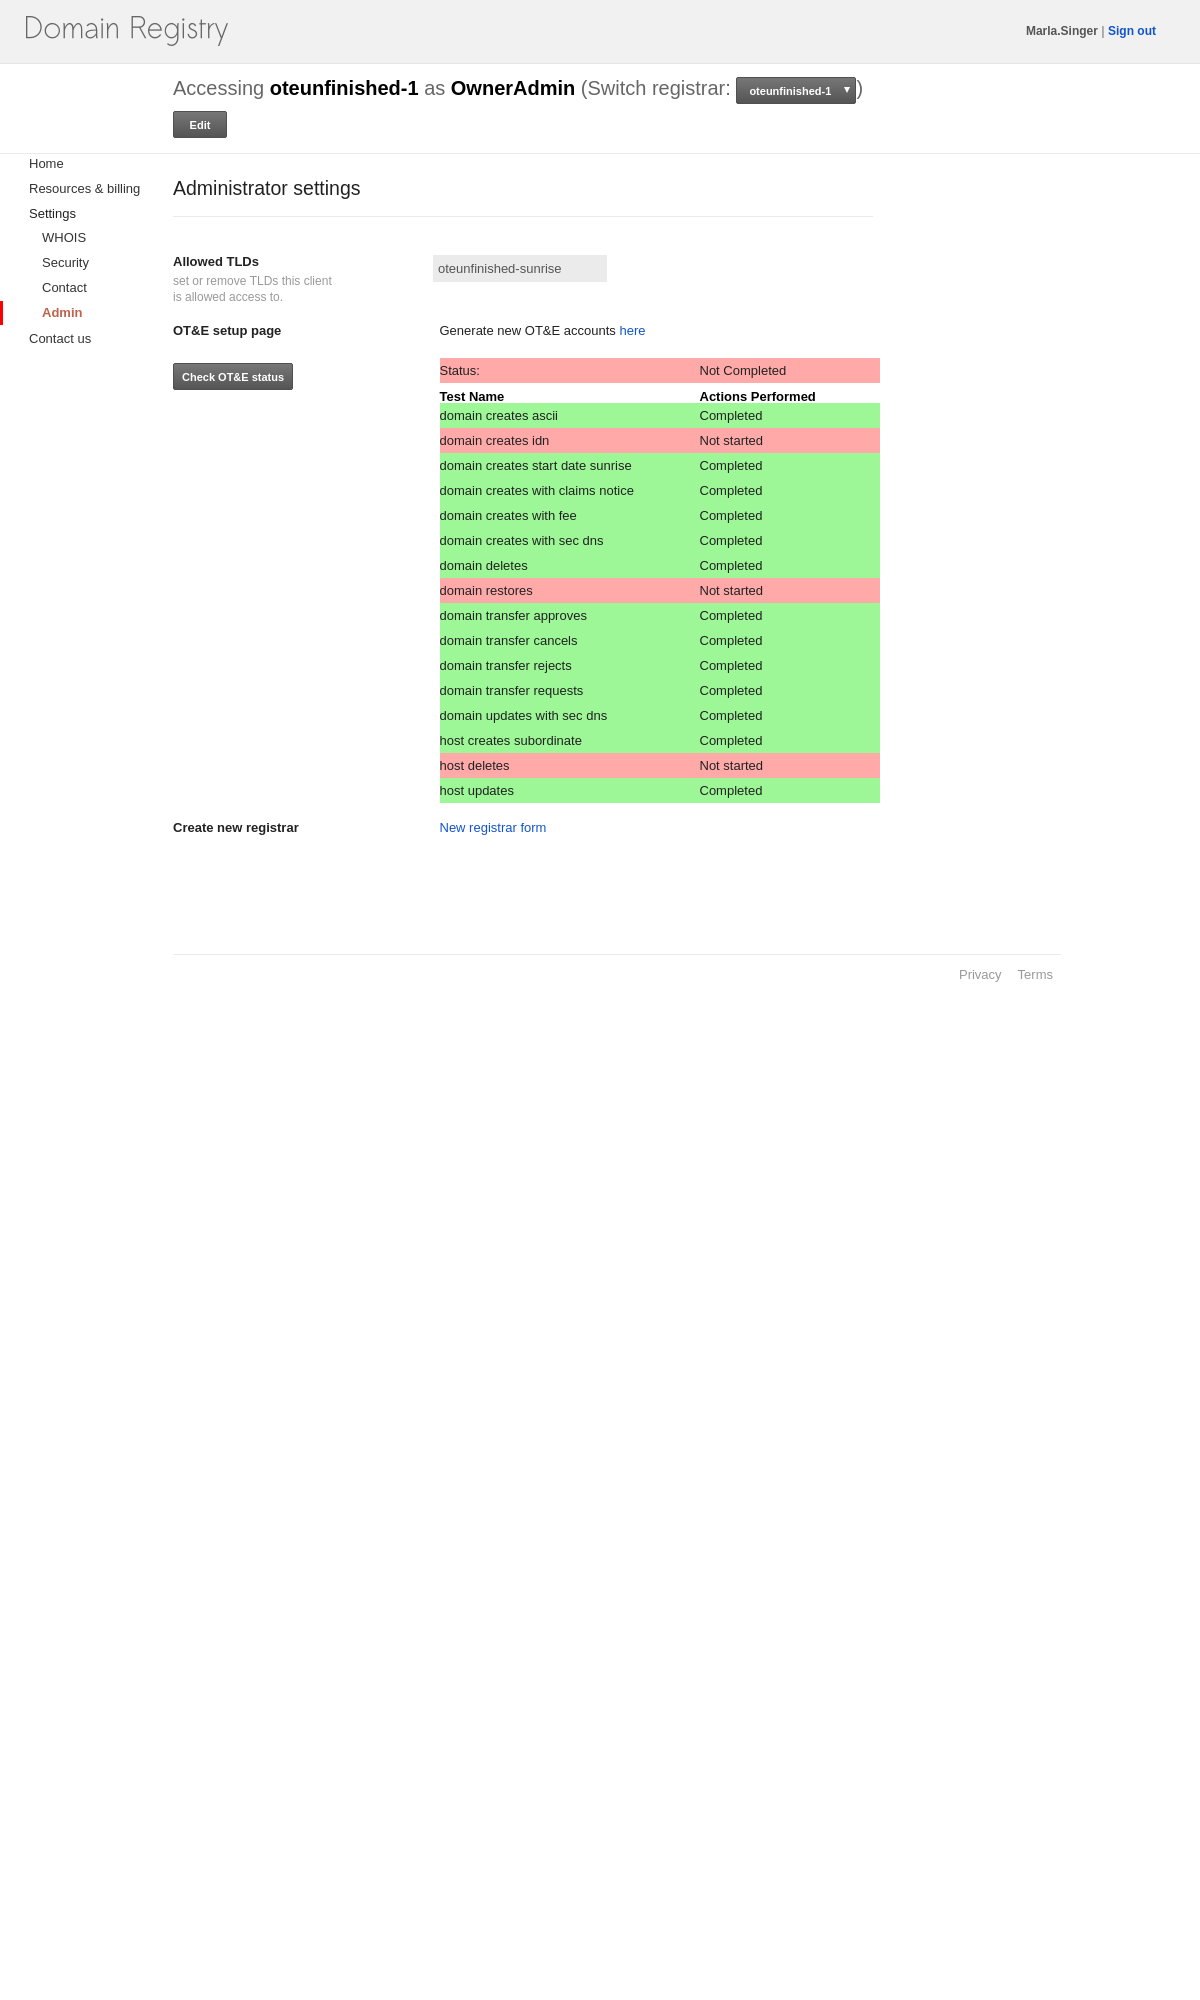 Domain Registry
Marla.Singer | Sign out
Accessing oteunfinished-1 as OwnerAdmin (Switch registrar: oteunfinished-1 ▼)
Edit
Home
Resources & billing
Settings
WHOIS
Security
Contact
Admin
Contact us
Administrator settings
Allowed TLDs
set or remove TLDs this client
is allowed access to.
oteunfinished-sunrise
OT&E setup page
Generate new OT&E accounts here
Check OT&E status
Status: Not Completed
Test Name Actions Performed
domain creates ascii Completed
domain creates idn Not started
domain creates start date sunrise Completed
domain creates with claims notice Completed
domain creates with fee Completed
domain creates with sec dns Completed
domain deletes Completed
domain restores Not started
domain transfer approves Completed
domain transfer cancels Completed
domain transfer rejects Completed
domain transfer requests Completed
domain updates with sec dns Completed
host creates subordinate Completed
host deletes Not started
host updates Completed
Create new registrar
New registrar form
Privacy Terms